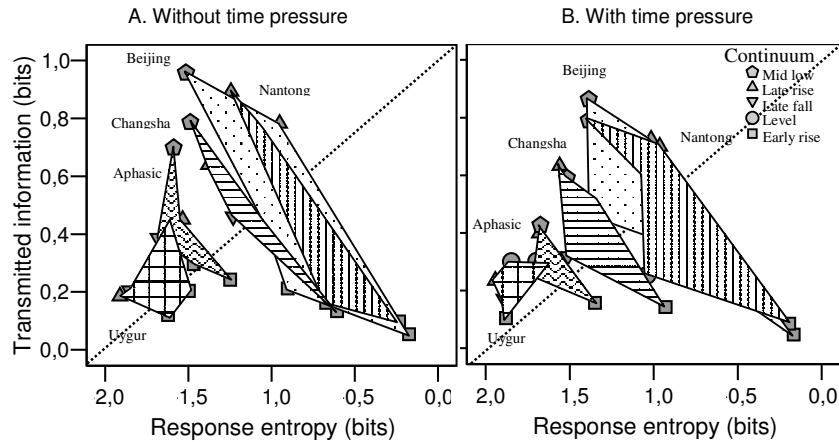 A. Without time pressure
B. With time pressure
Transmitted information (bits)
1,0
0,8
0,6
0,4
0,2
0,0
Beijing
Nantong
Changsha
Aphasic
Uygur
2,0
1,5
1,0
0,5
0,0
Response entropy (bits)
Continuum
Mid low
Late rise
Late fall
Level
Early rise
Beijing
Nantong
Changsha
Aphasic
Uygur
2,0
1,5
1,0
0,5
0,0
Response entropy (bits)